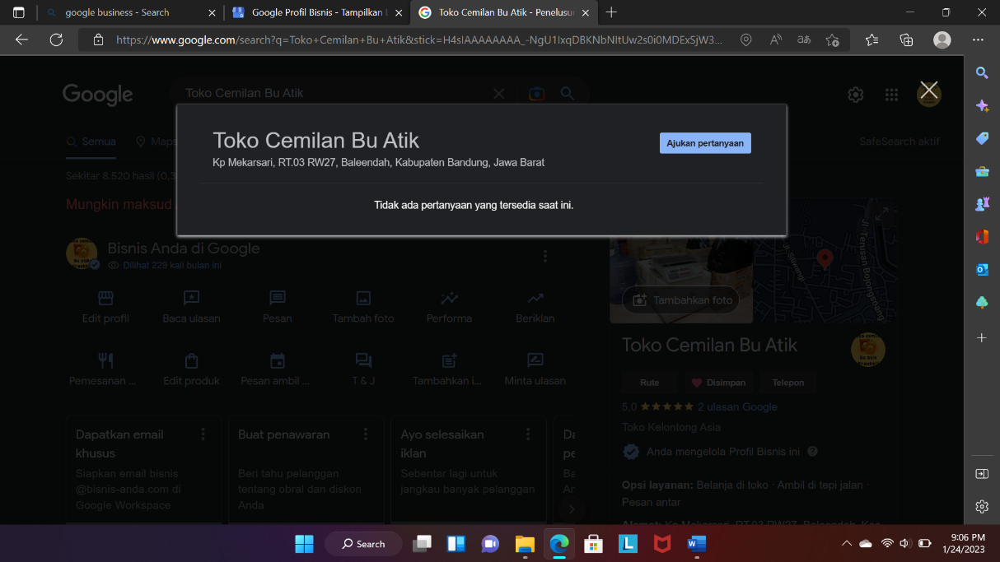 google business - Search
Google Profil Bisnis - Tampilkan
Toko Cemilan Bu Atik - Penelusur
https://www.google.com/search?q=Toko+Cemilan+Bu+Atik&stick=H4sIAAAAAAAA_-NgU1IxqDBKNbNItUw2s0i0MDExSjW3...
Google
Toko Cemilan Bu Atik
Semua
Maps
SafeSearch aktif
Sekitar 8.520 hasil (0,3
Mungkin maksud
Toko Cemilan Bu Atik
Ajukan pertanyaan
Kp Mekarsari, RT.03 RW27, Baleendah, Kabupaten Bandung, Jawa Barat
Tidak ada pertanyaan yang tersedia saat ini.
Bisnis Anda di Google
Dilihat 229 kali bulan ini
Edit profil
Baca ulasan
Pesan
Tambah foto
Performa
Beriklan
Pemesanan ...
Edit produk
Pesan ambil ...
T & J
Tambahkan i...
Minta ulasan
Dapatkan email
khusus
Siapkan email bisnis
@bisnis-anda.com di
Google Workspace
Buat penawaran
Beri tahu pelanggan
tentang obral dan diskon
Anda
Ayo selesaikan
iklan
Sebentar lagi untuk
jangkau banyak pelanggan
Jl. Siliwangi
Jl. Terusan Bojongsoang
Tambahkan foto
Toko Cemilan Bu Atik
Rute
Disimpan
Telepon
5,0 2 ulasan Google
Toko Kelontong Asia
Anda mengelola Profil Bisnis ini
Opsi layanan: Belanja di toko · Ambil di tepi jalan ·
Pesan antar
Alamat: Kp Mekarsari, RT.03 RW27, Baleendah, Kec
Search
9:06 PM
1/24/2023